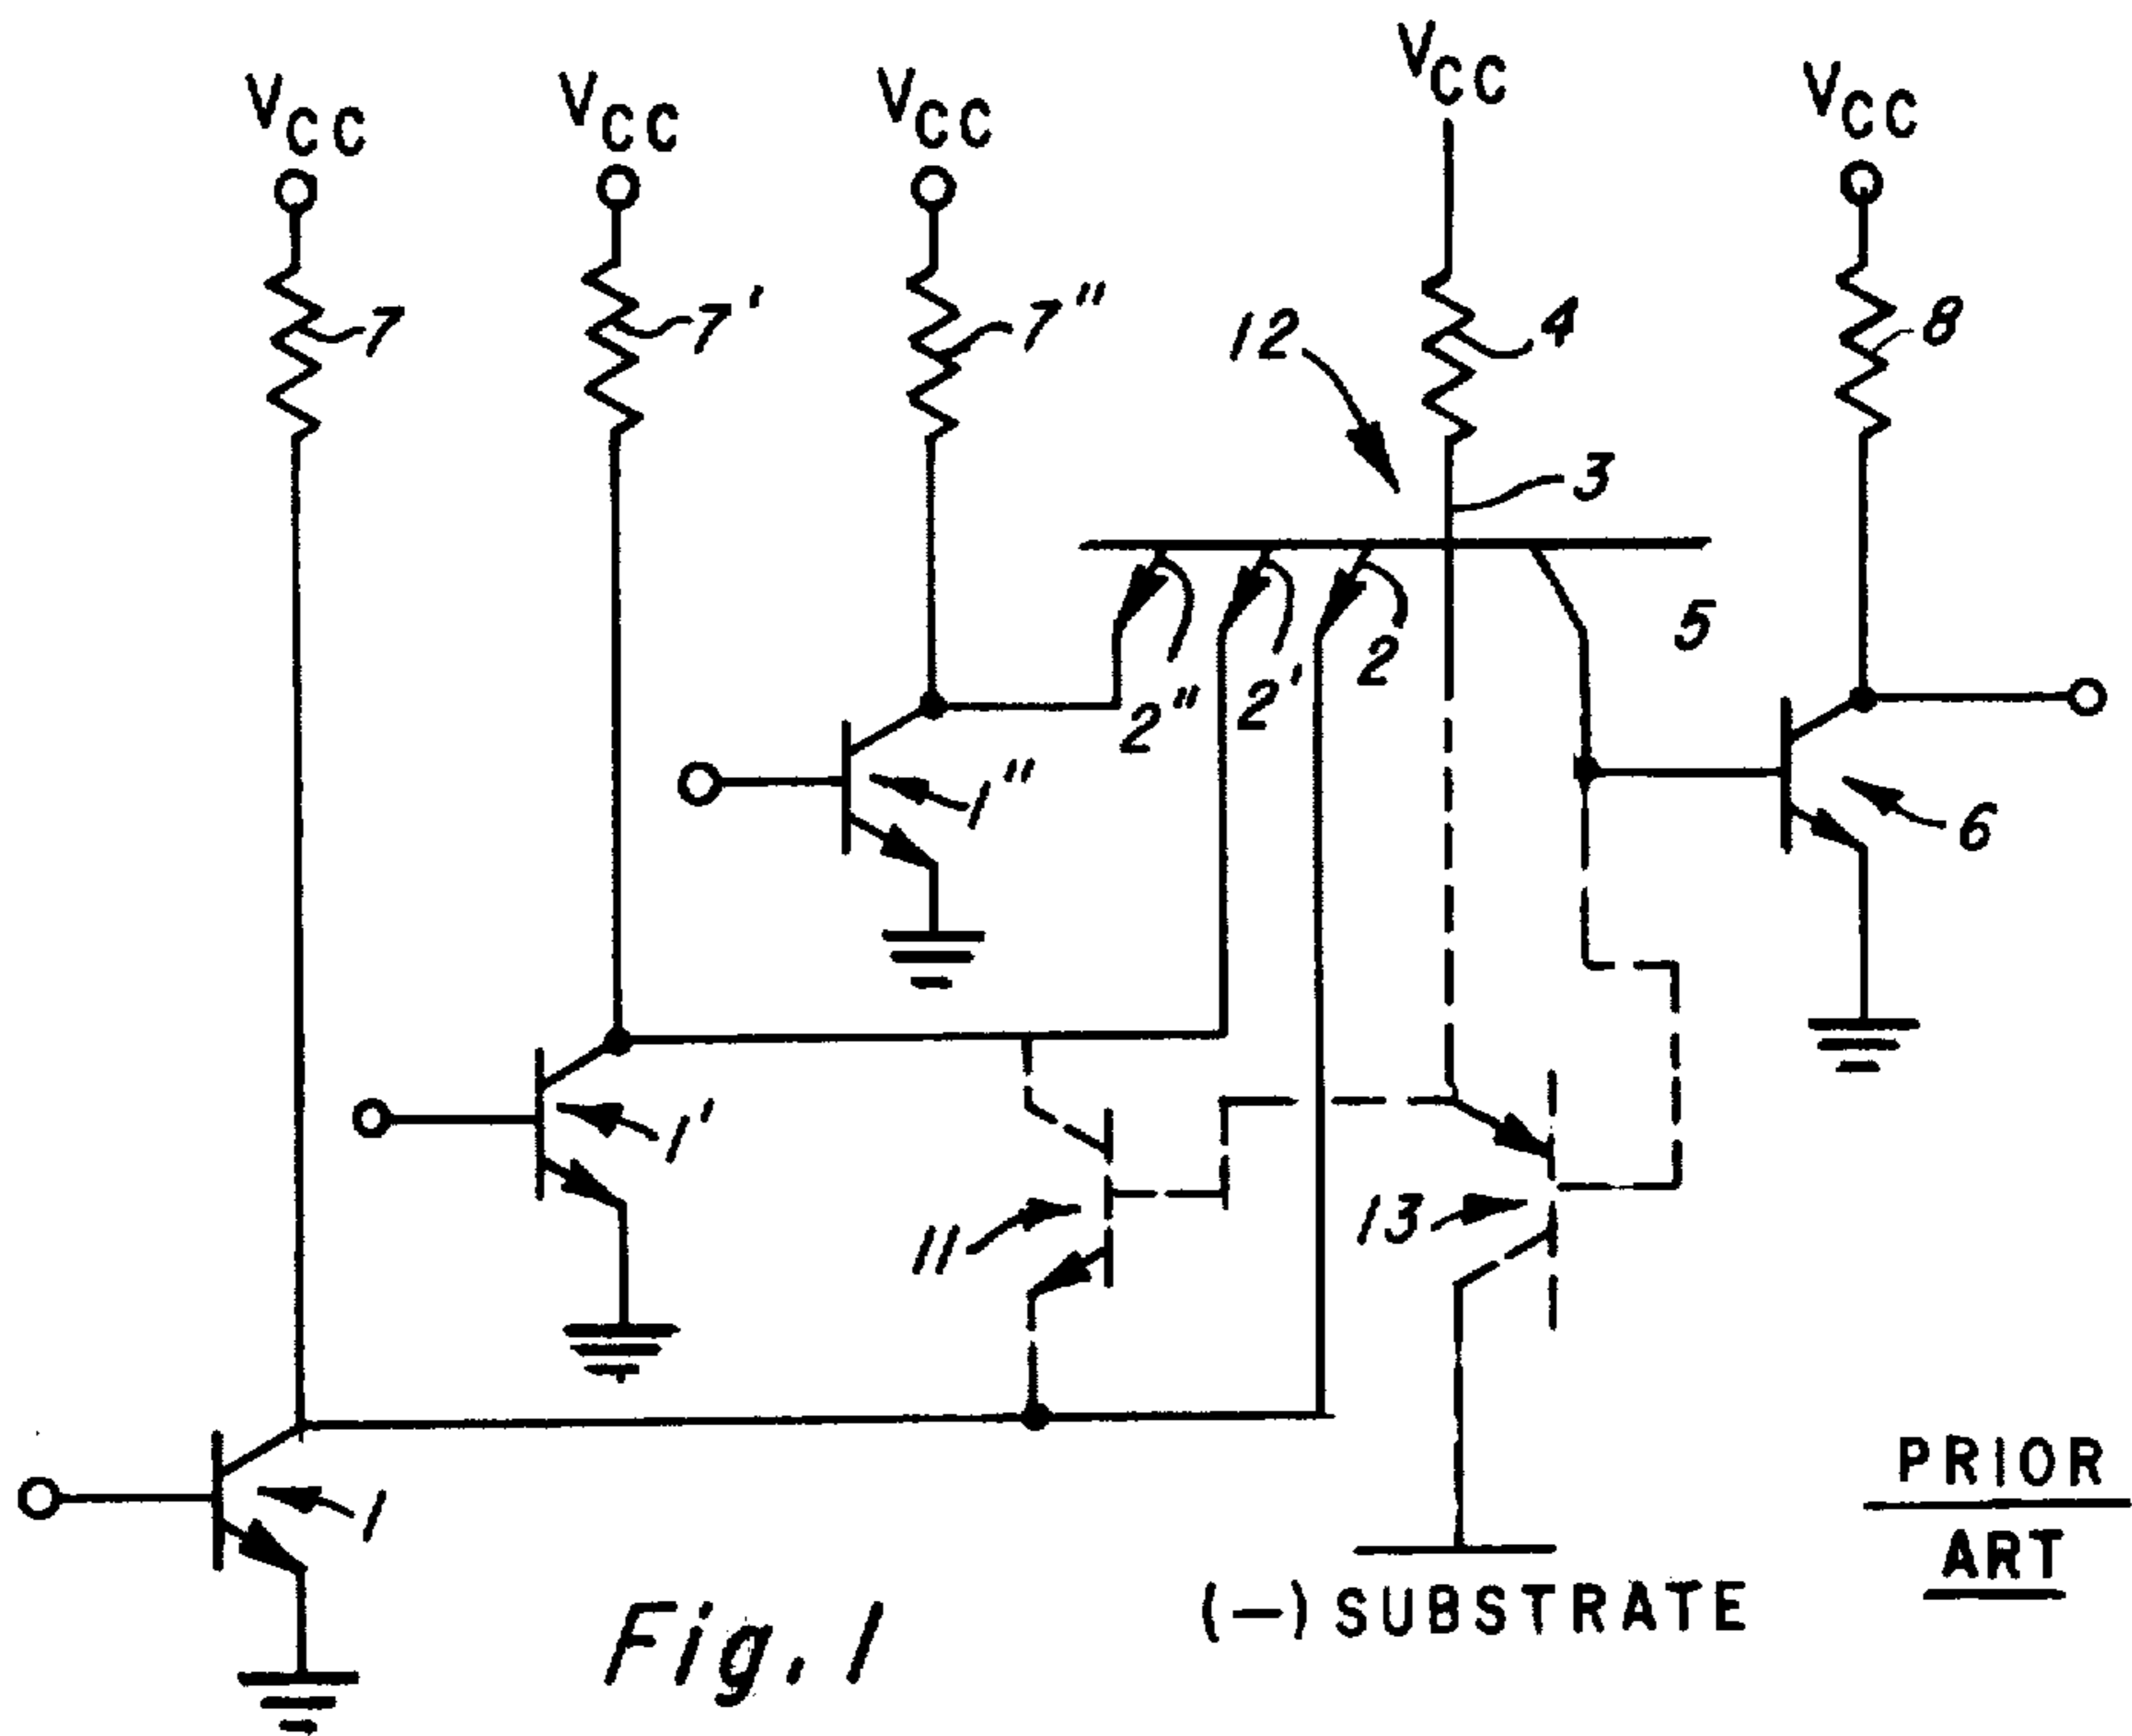 VCC VCC VCC VCC VCC
7 7' 7" 12 4 8
3
2" 2' 2 5
1" 6
1'
11 13
1
PRIOR
ART
(–) SUBSTRATE
Fig. 1